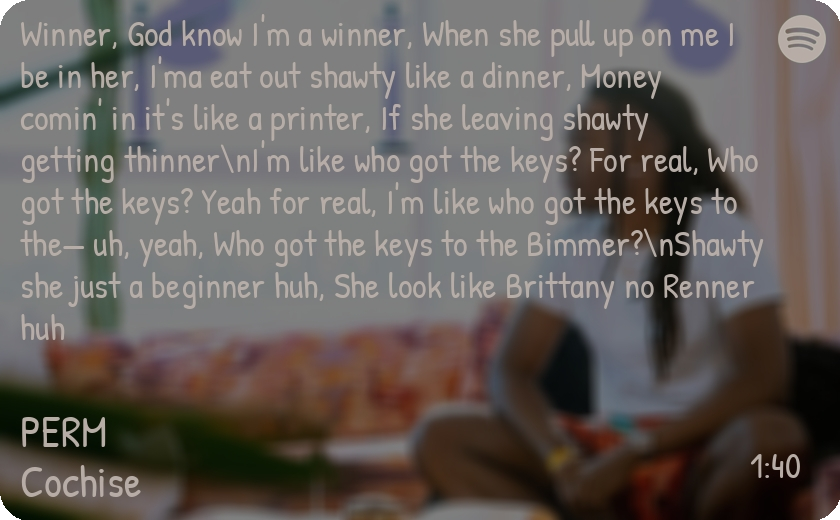 Winner, God know I'm a winner, When she pull up on me I
be in her, I'ma eat out shawty like a dinner, Money
comin' in it's like a printer, If she leaving shawty
getting thinner\nI'm like who got the keys? For real, Who
got the keys? Yeah for real, I'm like who got the keys to
the— uh, yeah, Who got the keys to the Bimmer?\nShawty
she just a beginner huh, She look like Brittany no Renner
huh
PERM
Cochise
1:40